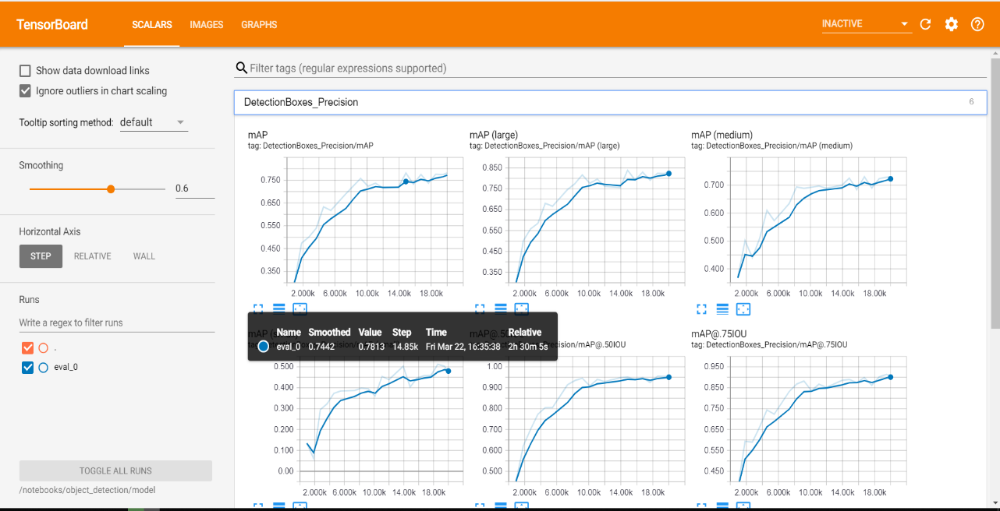 TensorBoard
SCALARS IMAGES GRAPHS
INACTIVE
Show data download links
Ignore outliers in chart scaling
Tooltip sorting method: default
Smoothing
0.6
Horizontal Axis
STEP RELATIVE WALL
Runs
Write a regex to filter runs
.
eval_0
TOGGLE ALL RUNS
/notebooks/object_detection/model
Filter tags (regular expressions supported)
DetectionBoxes_Precision 6
mAP
tag: DetectionBoxes_Precision/mAP
0.750
0.650
0.550
0.450
0.350
2.000k 6.000k 10.00k 14.00k 18.00k
mAP (large)
tag: DetectionBoxes_Precision/mAP (large)
0.850
0.750
0.650
0.550
0.450
0.350
2.000k 6.000k 10.00k 14.00k 18.00k
mAP (medium)
tag: DetectionBoxes_Precision/mAP (medium)
0.700
0.600
0.500
0.400
2.000k 6.000k 10.00k 14.00k 18.00k
Name Smoothed Value Step Time Relative
eval_0 0.7442 0.7813 14.85k Fri Mar 22, 16:35:38 2h 30m 5s
0.500
0.400
0.300
0.200
0.100
0.00
2.000k 6.000k 10.00k 14.00k 18.00k
mAP@.50IOU
/mAP@.50IOU
1.00
0.900
0.800
0.700
0.600
0.500
2.000k 6.000k 10.00k 14.00k 18.00k
mAP@.75IOU
tag: DetectionBoxes_Precision/mAP@.75IOU
0.950
0.850
0.750
0.650
0.550
0.450
2.000k 6.000k 10.00k 14.00k 18.00k